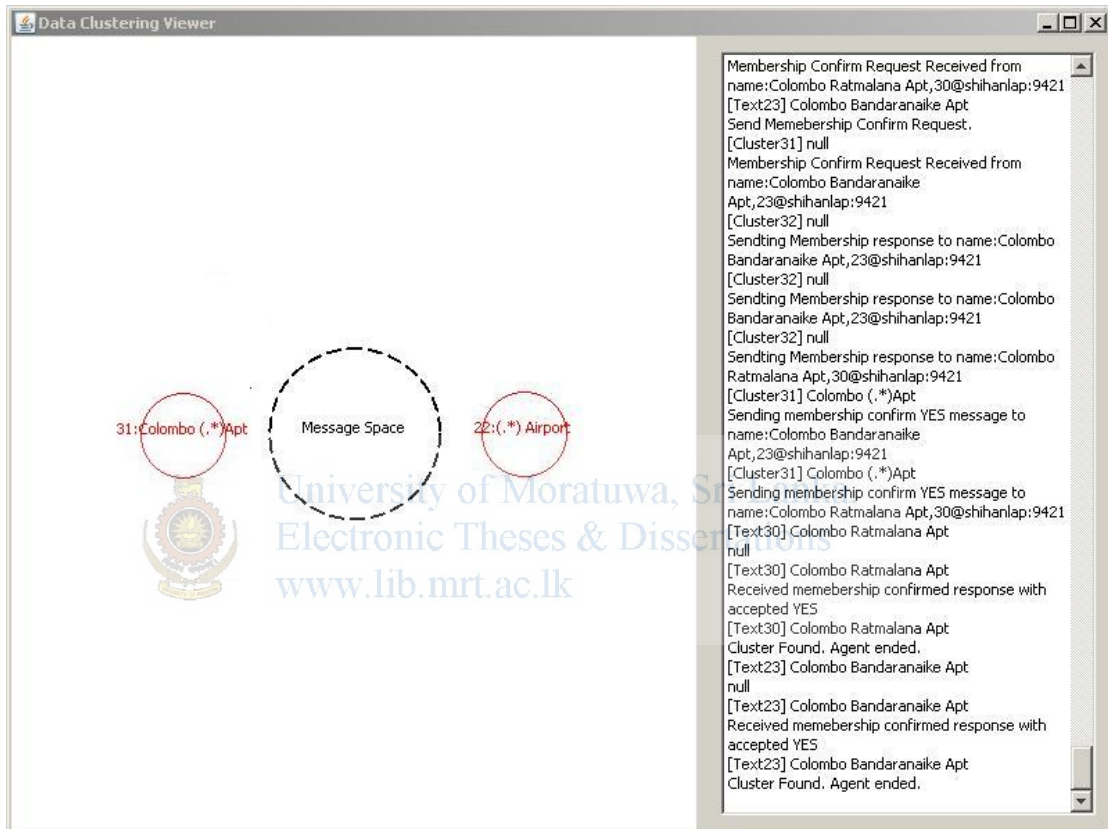 Data Clustering Viewer
31:Colombo (.*)Apt
Message Space
22:(.*) Airport
University of Moratuwa, Sri Lanka.
Electronic Theses & Dissertations
www.lib.mrt.ac.lk
Membership Confirm Request Received from
name:Colombo Ratmalana Apt,30@shihanlap:9421
[Text23] Colombo Bandaranaike Apt
Send Memebership Confirm Request.
[Cluster31] null
Membership Confirm Request Received from
name:Colombo Bandaranaike
Apt,23@shihanlap:9421
[Cluster32] null
Sendting Membership response to name:Colombo
Bandaranaike Apt,23@shihanlap:9421
[Cluster32] null
Sendting Membership response to name:Colombo
Bandaranaike Apt,23@shihanlap:9421
[Cluster32] null
Sendting Membership response to name:Colombo
Ratmalana Apt,30@shihanlap:9421
[Cluster31] Colombo (.*)Apt
Sending membership confirm YES message to
name:Colombo Bandaranaike
Apt,23@shihanlap:9421
[Cluster31] Colombo (.*)Apt
Sending membership confirm YES message to
name:Colombo Ratmalana Apt,30@shihanlap:9421
[Text30] Colombo Ratmalana Apt
null
[Text30] Colombo Ratmalana Apt
Received memebership confirmed response with
accepted YES
[Text30] Colombo Ratmalana Apt
Cluster Found. Agent ended.
[Text23] Colombo Bandaranaike Apt
null
[Text23] Colombo Bandaranaike Apt
Received memebership confirmed response with
accepted YES
[Text23] Colombo Bandaranaike Apt
Cluster Found. Agent ended.